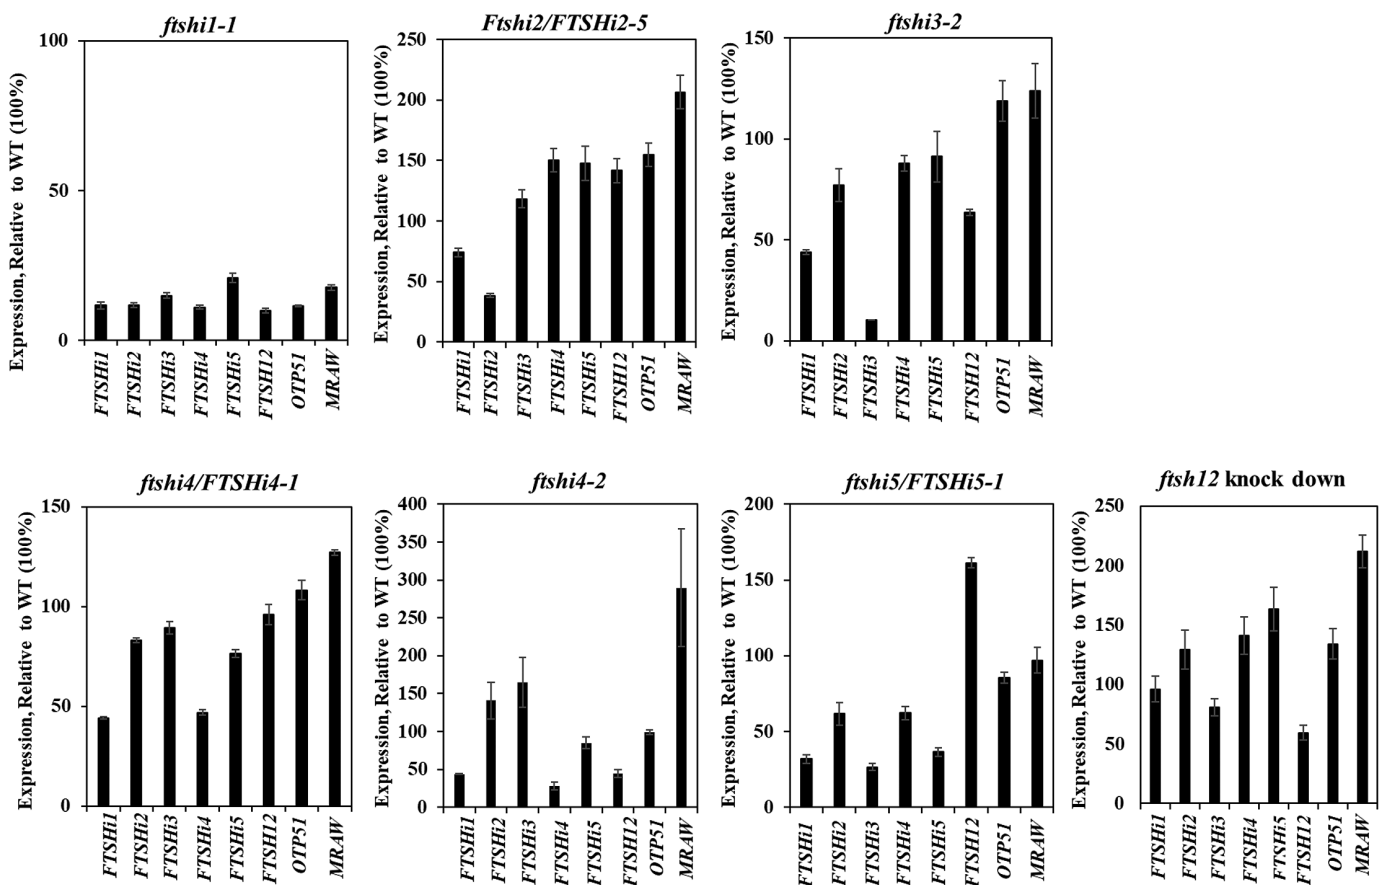 ftshi1-1
Expression, Relative to WT (100%)
100
50
0
FTSHi1
FTSHi2
FTSHi3
FTSHi4
FTSHi5
FTSHi12
OTP51
MRAW
Ftshi2/FTSHi2-5
Expression, Relative to WT (100%)
250
200
150
100
50
0
FTSHi1
FTSHi2
FTSHi3
FTSHi4
FTSHi5
FTSH12
OTP51
MRAW
ftshi3-2
Expression, Relative to WT (100%)
150
100
50
0
FTSHi1
FTSHi2
FTSHi3
FTSHi4
FTSHi5
FTSH12
OTP51
MRAW
ftshi4/FTSHi4-1
Expression, Relative to WT (100%)
150
100
50
0
FTSHi1
FTSHi2
FTSHi3
FTSHi4
FTSHi5
FTSH12
OTP51
MRAW
ftshi4-2
Expression, Relative to WT (100%)
400
350
300
250
200
150
100
50
0
FTSHi1
FTSHi2
FTSHi3
FTSHi4
FTSHi5
FTSH12
OTP51
MRAW
ftshi5/FTSHi5-1
Expression, Relative to WT (100%)
200
150
100
50
0
FTSHi1
FTSHi2
FTSHi3
FTSHi4
FTSHi5
FTSH12
OTP51
MRAW
ftsh12 knock down
Expression, Relative to WT (100%)
250
200
150
100
50
0
FTSHi1
FTSHi2
FTSHi3
FTSHi4
FTSHi5
FTSH12
OTP51
MRAW